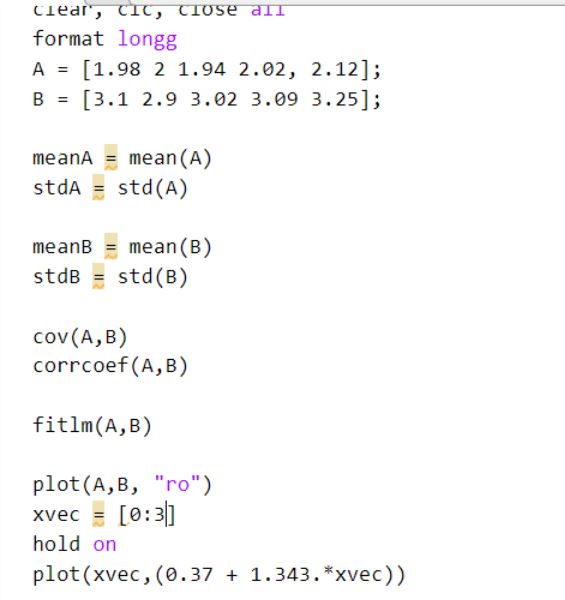 clear, clc, close all
format longg
A = [1.98 2 1.94 2.02, 2.12];
B = [3.1 2.9 3.02 3.09 3.25];
meanA = mean(A)
stdA = std(A)
meanB = mean(B)
stdB = std(B)
cov(A,B)
corrcoef(A,B)
fitlm(A,B)
plot(A,B, "ro")
xvec = [0:3]
hold on
plot(xvec,(0.37 + 1.343.*xvec))